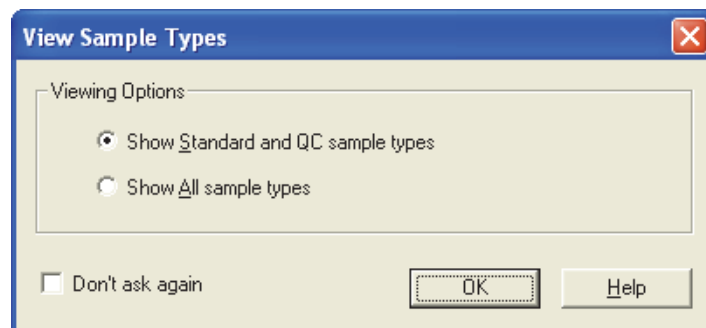 View Sample Types
Viewing Options
Show Standard and QC sample types
Show All sample types
Don't ask again
OK
Help